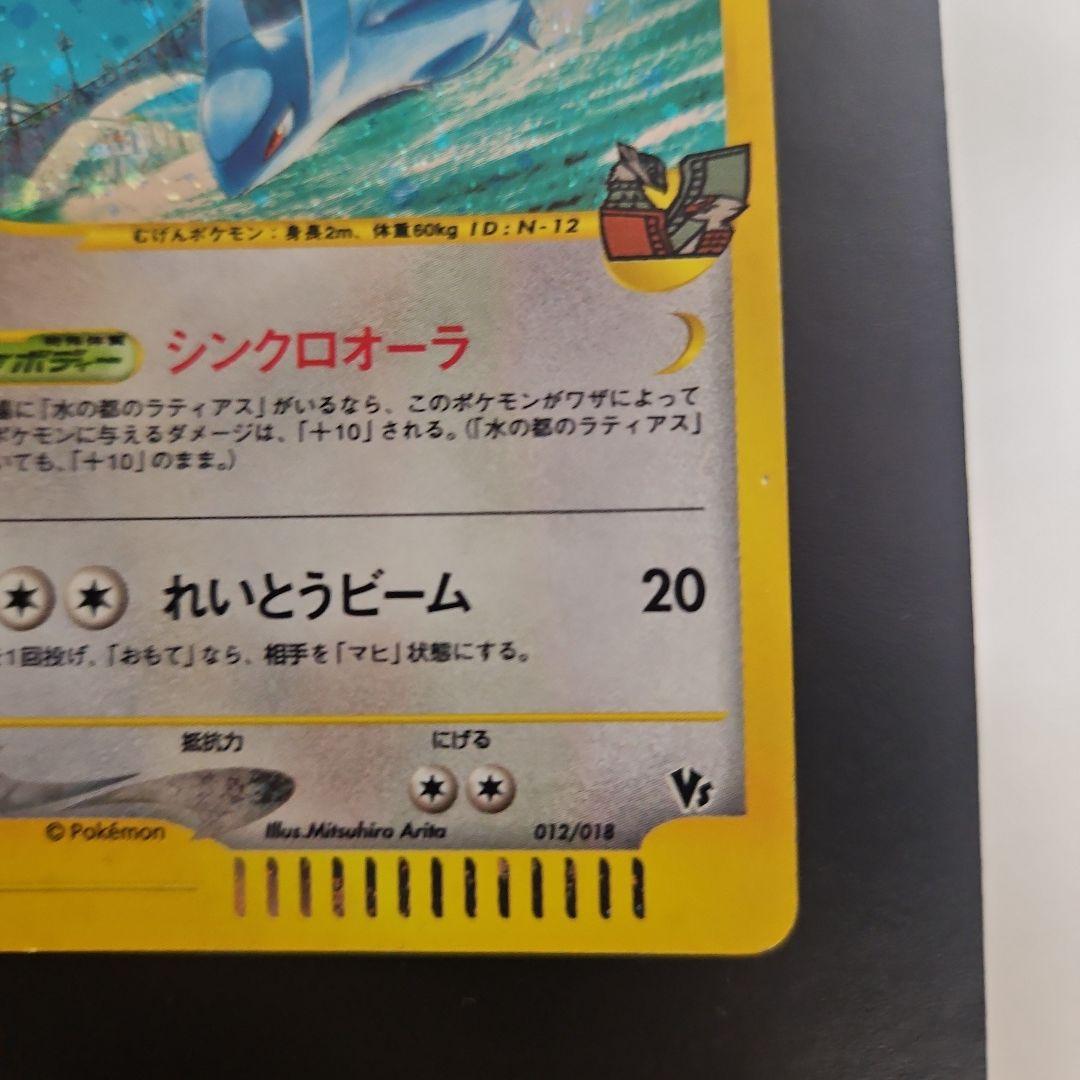 むげんポケモン：身長2m、体重60kg ID：N-12
ボディー シンクロオーラ
に「水の都のラティアス」がいるなら、このポケモンがワザによって
ポケモンに与えるダメージは、「＋10」される。（「水の都のラティアス」
いても、「＋10」のまま。）
れいとうビーム 20
1回投げ、「おもて」なら、相手を「マヒ」状態にする。
抵抗力 にげる
Vs
© Pokémon Illus.Mitsuhiro Arita 012/018